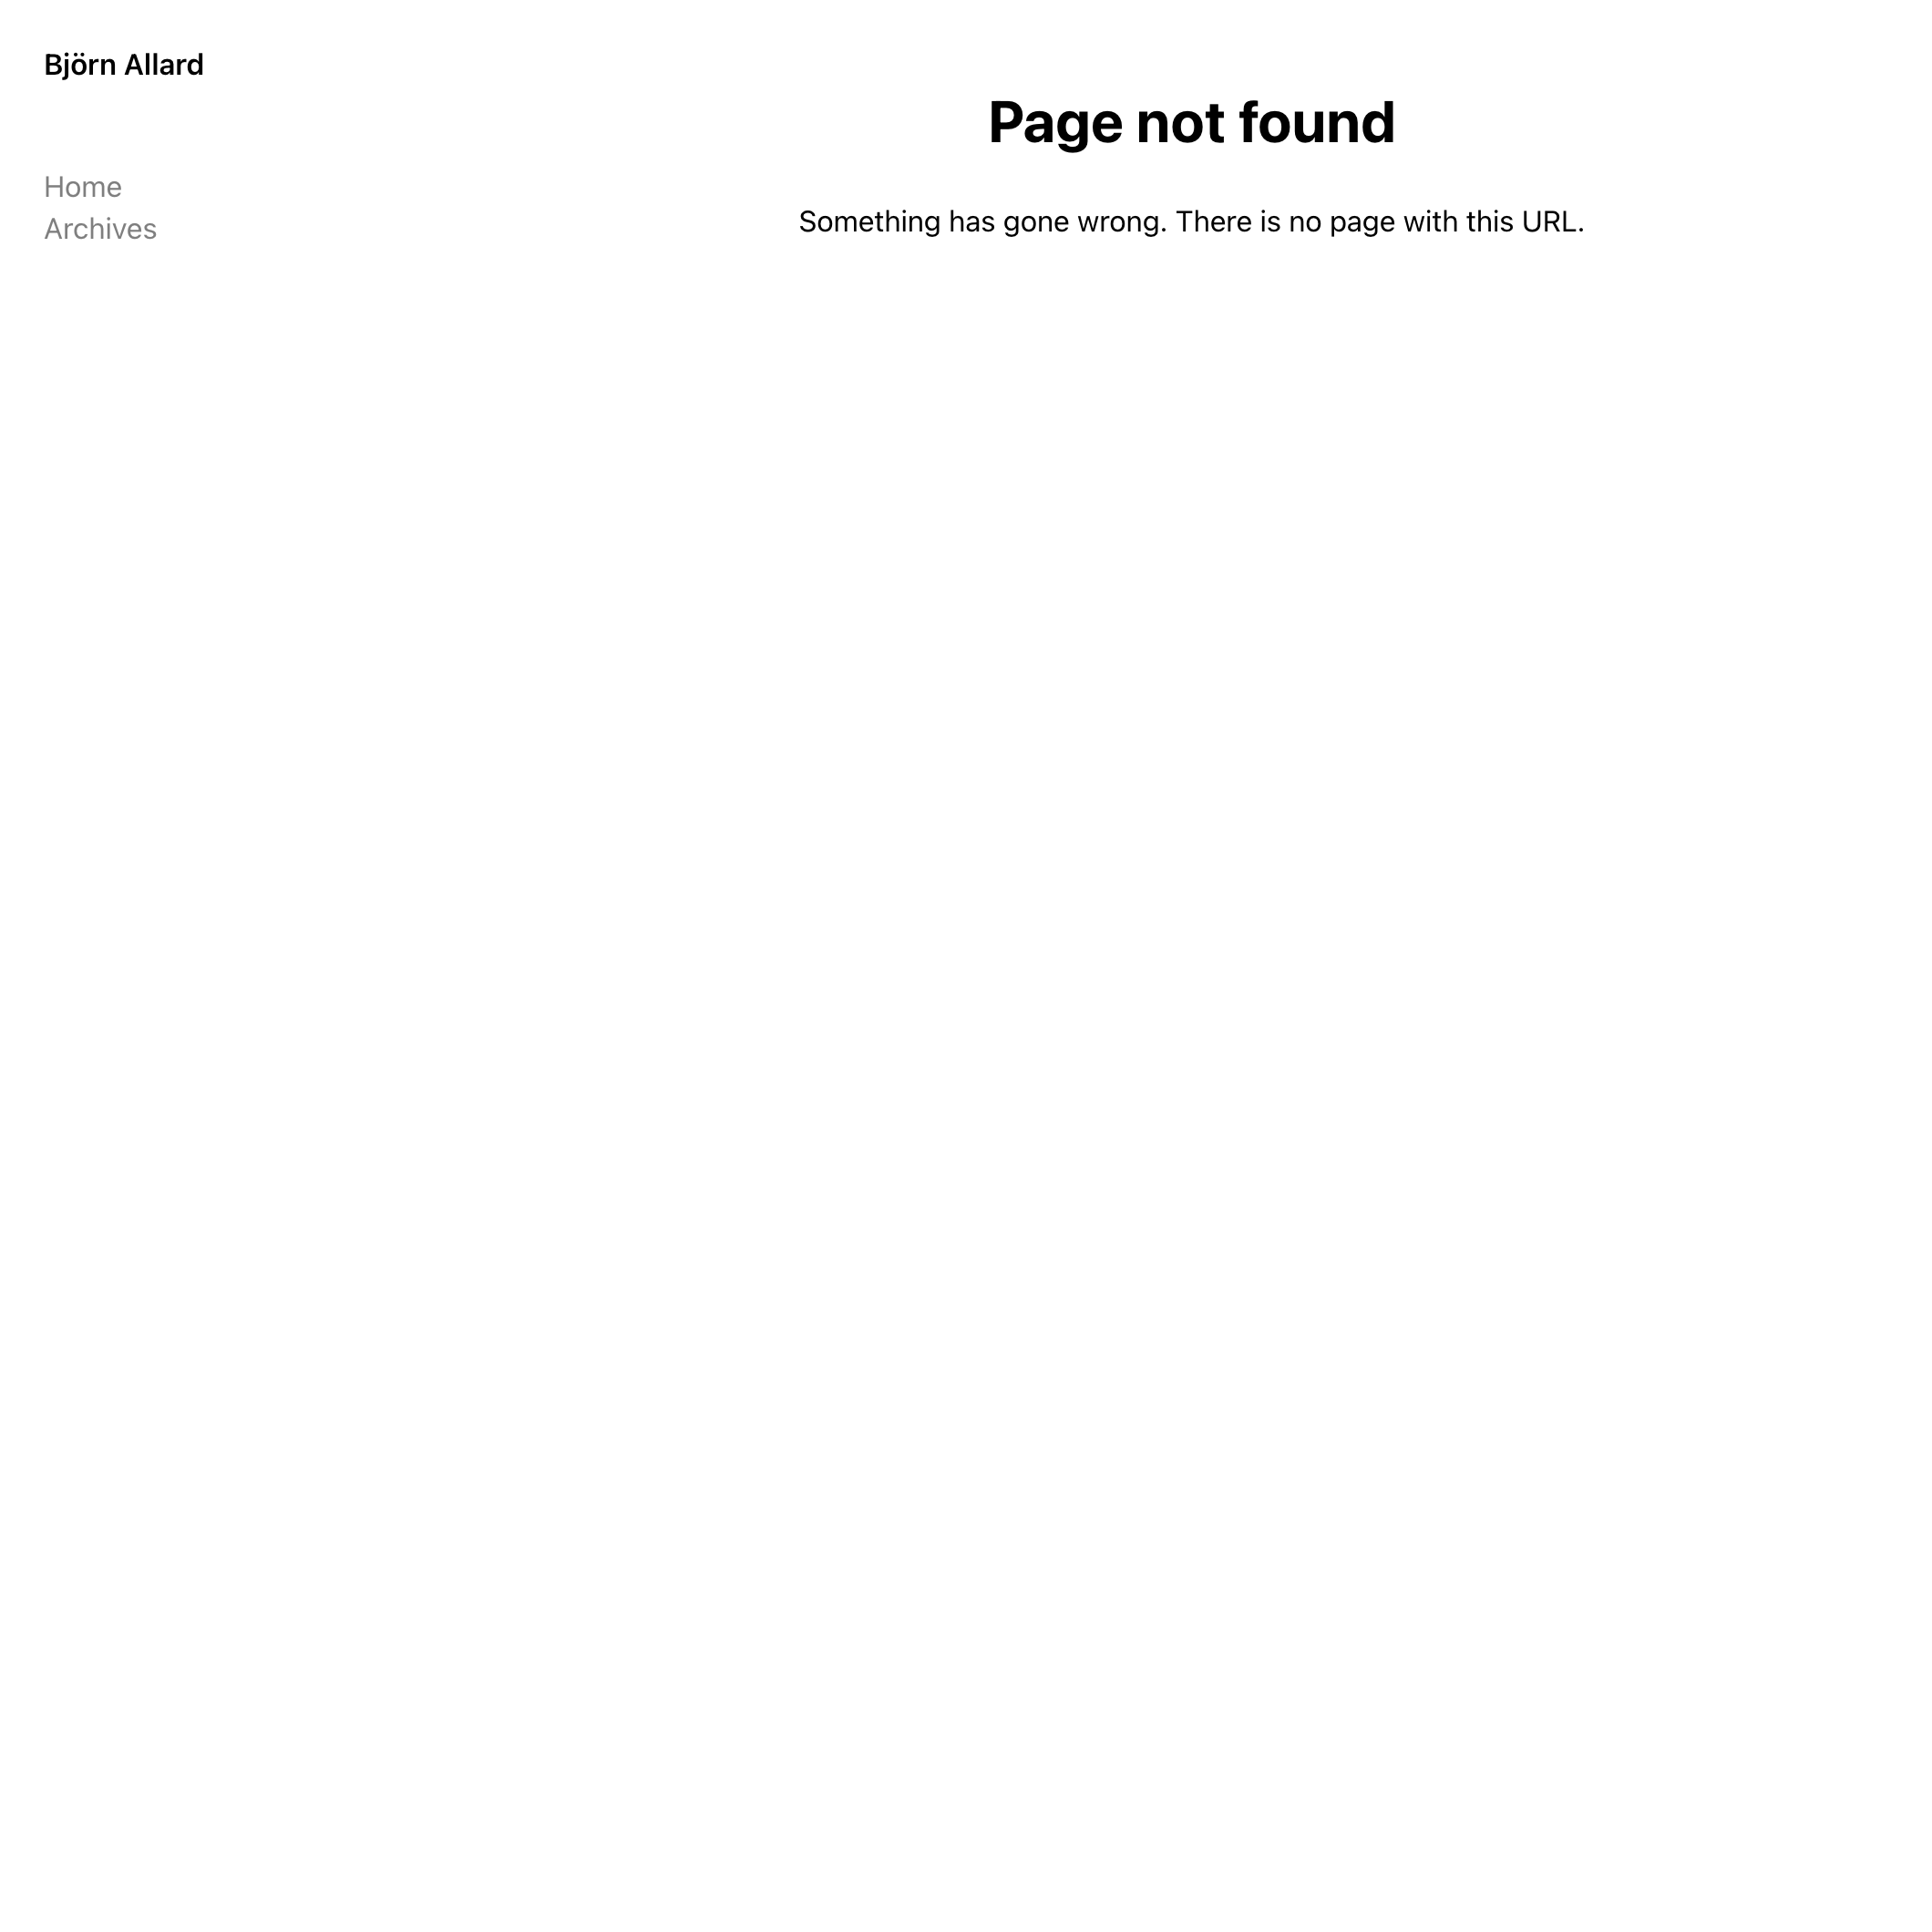 Björn Allard
Home
Archives
Page not found
Something has gone wrong. There is no page with this URL.